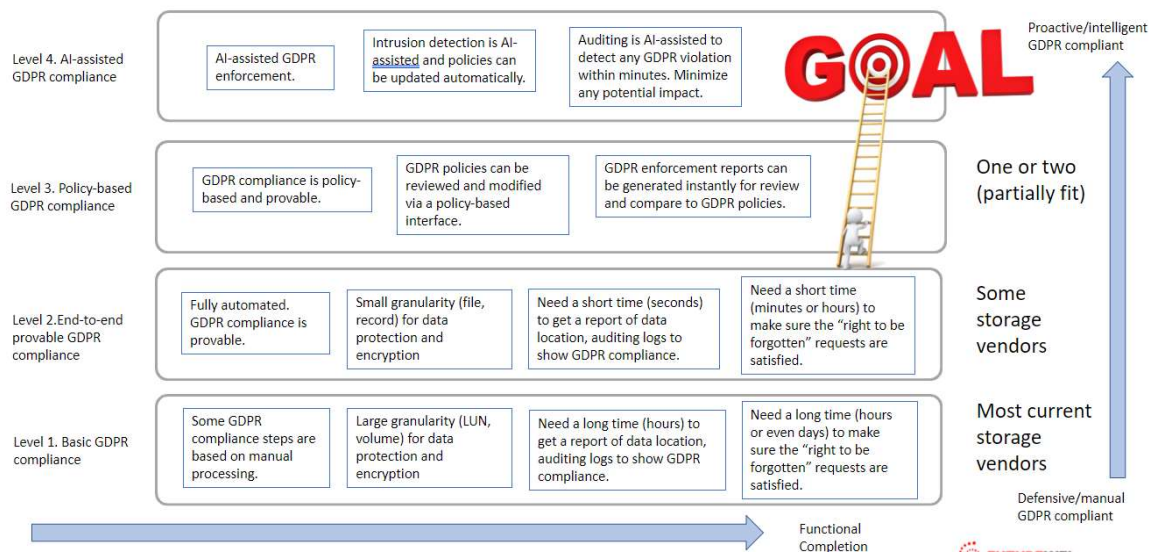 Level 4. AI-assisted
GDPR compliance
AI-assisted GDPR
enforcement.
Intrusion detection is AI-
assisted and policies can
be updated automatically.
Auditing is AI-assisted to
detect any GDPR violation
within minutes. Minimize
any potential impact.
GOAL
Proactive/intelligent
GDPR compliant
Level 3. Policy-based
GDPR compliance
GDPR compliance is policy-
based and provable.
GDPR policies can be
reviewed and modified
via a policy-based
interface.
GDPR enforcement reports can
be generated instantly for review
and compare to GDPR policies.
One or two
(partially fit)
Level 2.End-to-end
provable GDPR
compliance
Fully automated.
GDPR compliance is
provable.
Small granularity (file,
record) for data
protection and
encryption
Need a short time (seconds)
to get a report of data
location, auditing logs to
show GDPR compliance.
Need a short time
(minutes or hours) to
make sure the “right to be
forgotten” requests are
satisfied.
Some
storage
vendors
Level 1. Basic GDPR
compliance
Some GDPR
compliance steps are
based on manual
processing.
Large granularity (LUN,
volume) for data
protection and
encryption
Need a long time (hours) to
get a report of data location,
auditing logs to show GDPR
compliance.
Need a long time (hours
or even days) to make
sure the “right to be
forgotten” requests are
satisfied.
Most current
storage
vendors
Defensive/manual
GDPR compliant
Functional
Completion